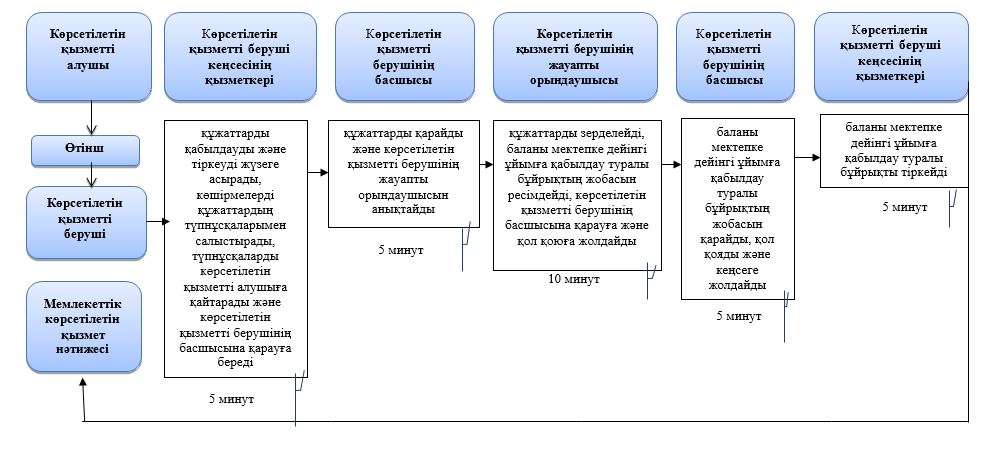 Көрсетілетін
қызметті
алушы
Көрсетілетін
қызметті беруші
кеңсесінің
қызметкері
Көрсетілетін
қызметті
берушінің
басшысы
Көрсетілетін
қызметті берушінің
жауапты
орындаушысы
Көрсетілетін
қызметті
берушінің
басшысы
Көрсетілетін
қызметті беруші
кеңсесінің
қызметкері
Өтініш
Көрсетілетін
қызметті
беруші
Мемлекеттік
көрсетілетін
қызмет
нәтижесі
құжаттарды
қабылдауды және
тіркеуді жүзеге
асырады,
көшірмелерді
құжаттардың
түпнұсқаларымен
салыстырады,
түпнұсқаларды
көрсетілетін
қызметті алушыға
қайтарады және
көрсетілетін
қызметті берушінің
басшысына қарауға
береді
5 минут
құжаттарды қарайды
және көрсетілетін
қызметті берушінің
жауапты
орындаушысын
анықтайды
5 минут
құжаттарды зерделейді,
баланы мектепке дейінгі
ұйымға қабылдау туралы
бұйрықтың жобасын
ресімдейді, көрсетілетін
қызметті берушінің
басшысына қарауға және
қол қоюға жолдайды
10 минут
баланы
мектепке
дейінгі ұйымға
қабылдау
туралы
бұйрықтың
жобасын
қарайды, қол
қояды және
кеңсеге
жолдайды
5 минут
баланы мектепке
дейінгі ұйымға
қабылдау туралы
бұйрықты тіркейді
5 минут